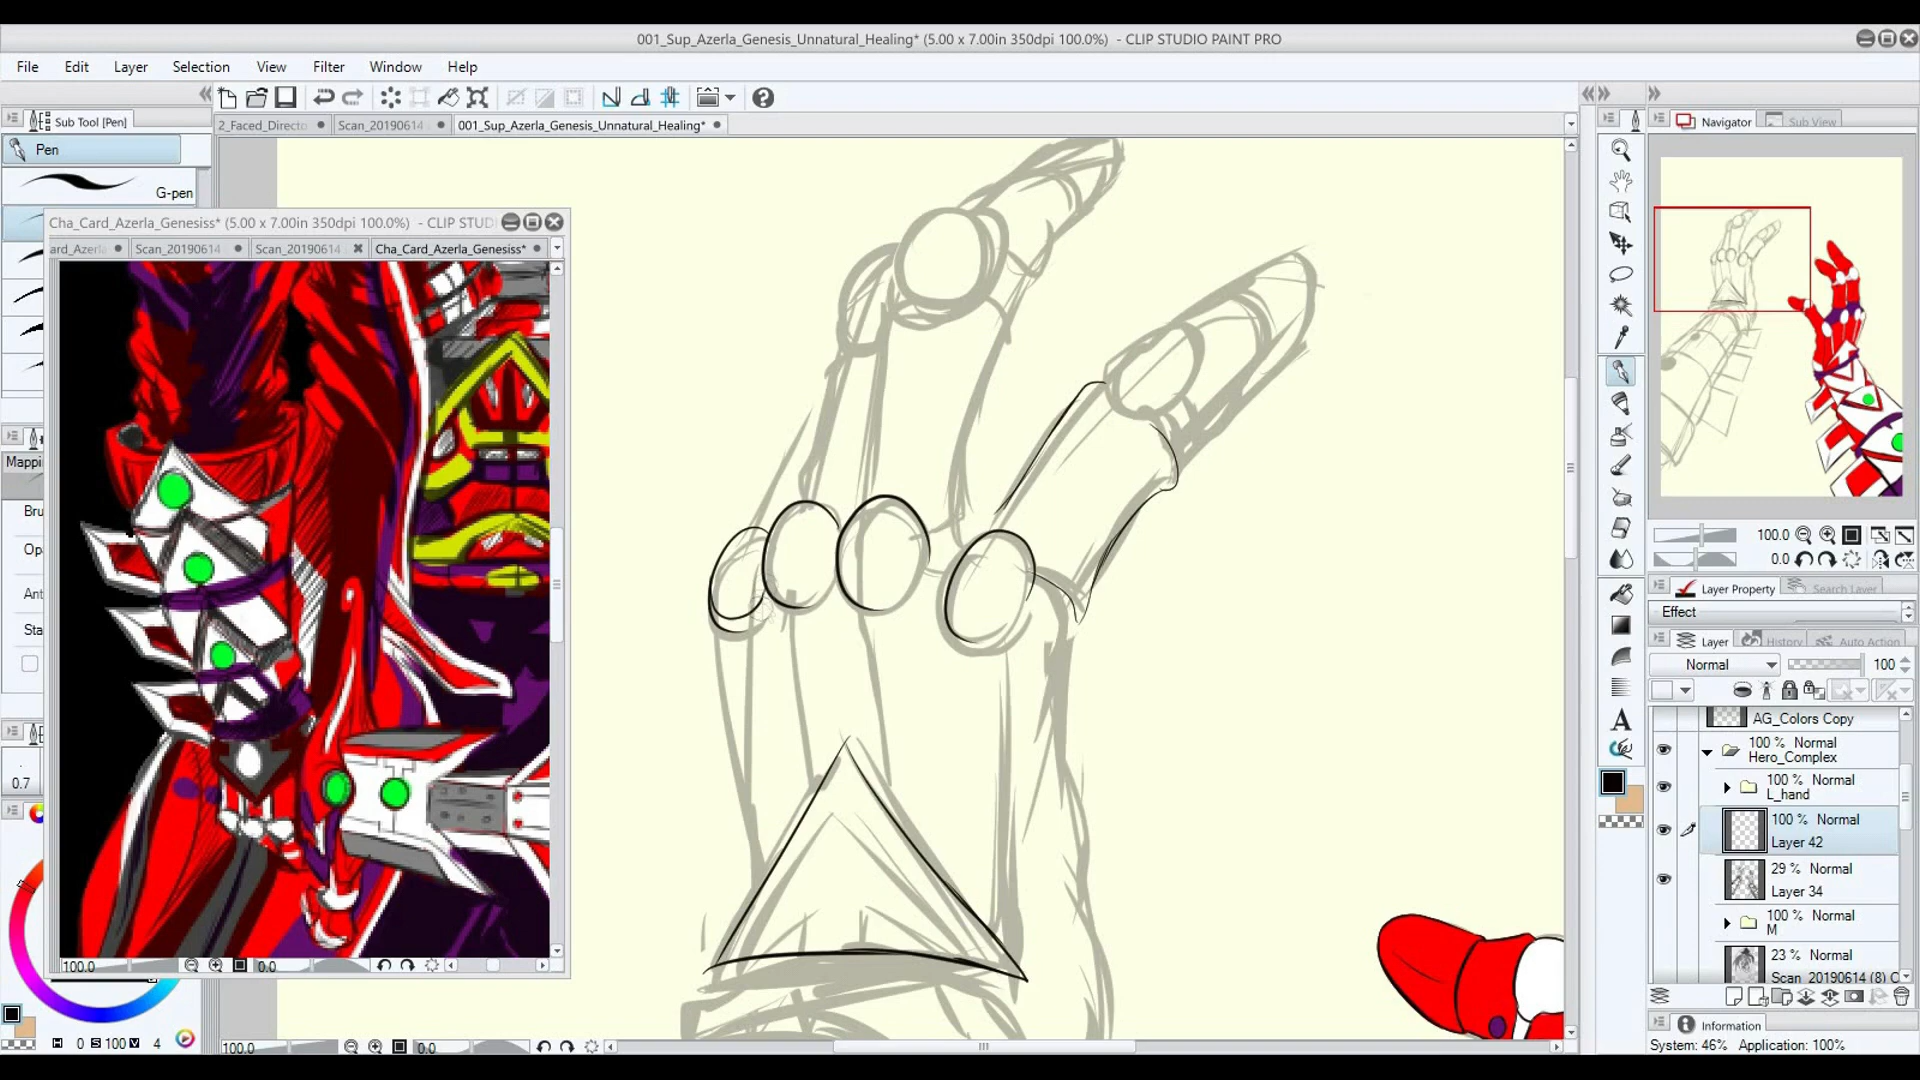 001_Sup_Azerla_Genesis_Unnatural_Healing* (5.00 x 7.00in 350dpi 100.0%) - CLIP STUDIO PAINT PRO
File Edit Layer Selection View Filter Window Help
Sub Tool [Pen]
2_Faced_Directo
Scan_20190614
001_Sup_Azerla_Genesis_Unnatural_Healing*
Navigator
Sub View
Pen
G-pen
Cha_Card_Azerla_Genesiss* (5.00 x 7.00in 350dpi 100.0%) - CLIP STUD
ard_Azerla
Scan_20190614
Scan_20190614
Cha_Card_Azerla_Genesiss*
Mappi
Bru
Opa
Ant
Sta
0.7
100.0
0.0
H 0 S 100 V 4
100.0
0.0
100.0
0.0
Layer Property
Search Layer
Effect
Layer
History
Auto Action
Normal
100
AG_Colors Copy
100 % Normal
Hero_Complex
100 % Normal
L_hand
100 % Normal
Layer 42
29 % Normal
Layer 34
100 % Normal
M
23 % Normal
Scan_20190614 (8) C
Information
System: 46% Application: 100%
A